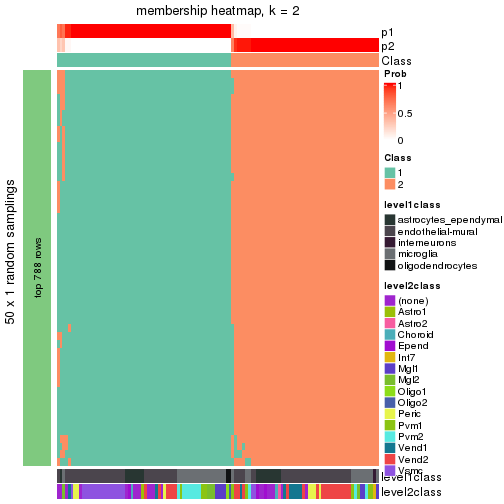 membership heatmap, k = 2
p1
p2
Class
50 x 1 random samplings
top 788 rows
Prob
1
0.5
0
Class
1
2
level1class
astrocytes_ependymal
endothelial-mural
interneurons
microglia
oligodendrocytes
level2class
(none)
Astro1
Astro2
Choroid
Epend
Int7
Mgl1
Mgl2
Oligo1
Oligo2
Peric
Pvm1
Pvm2
Vend1
Vend2
Vsmc
level1class
level2class